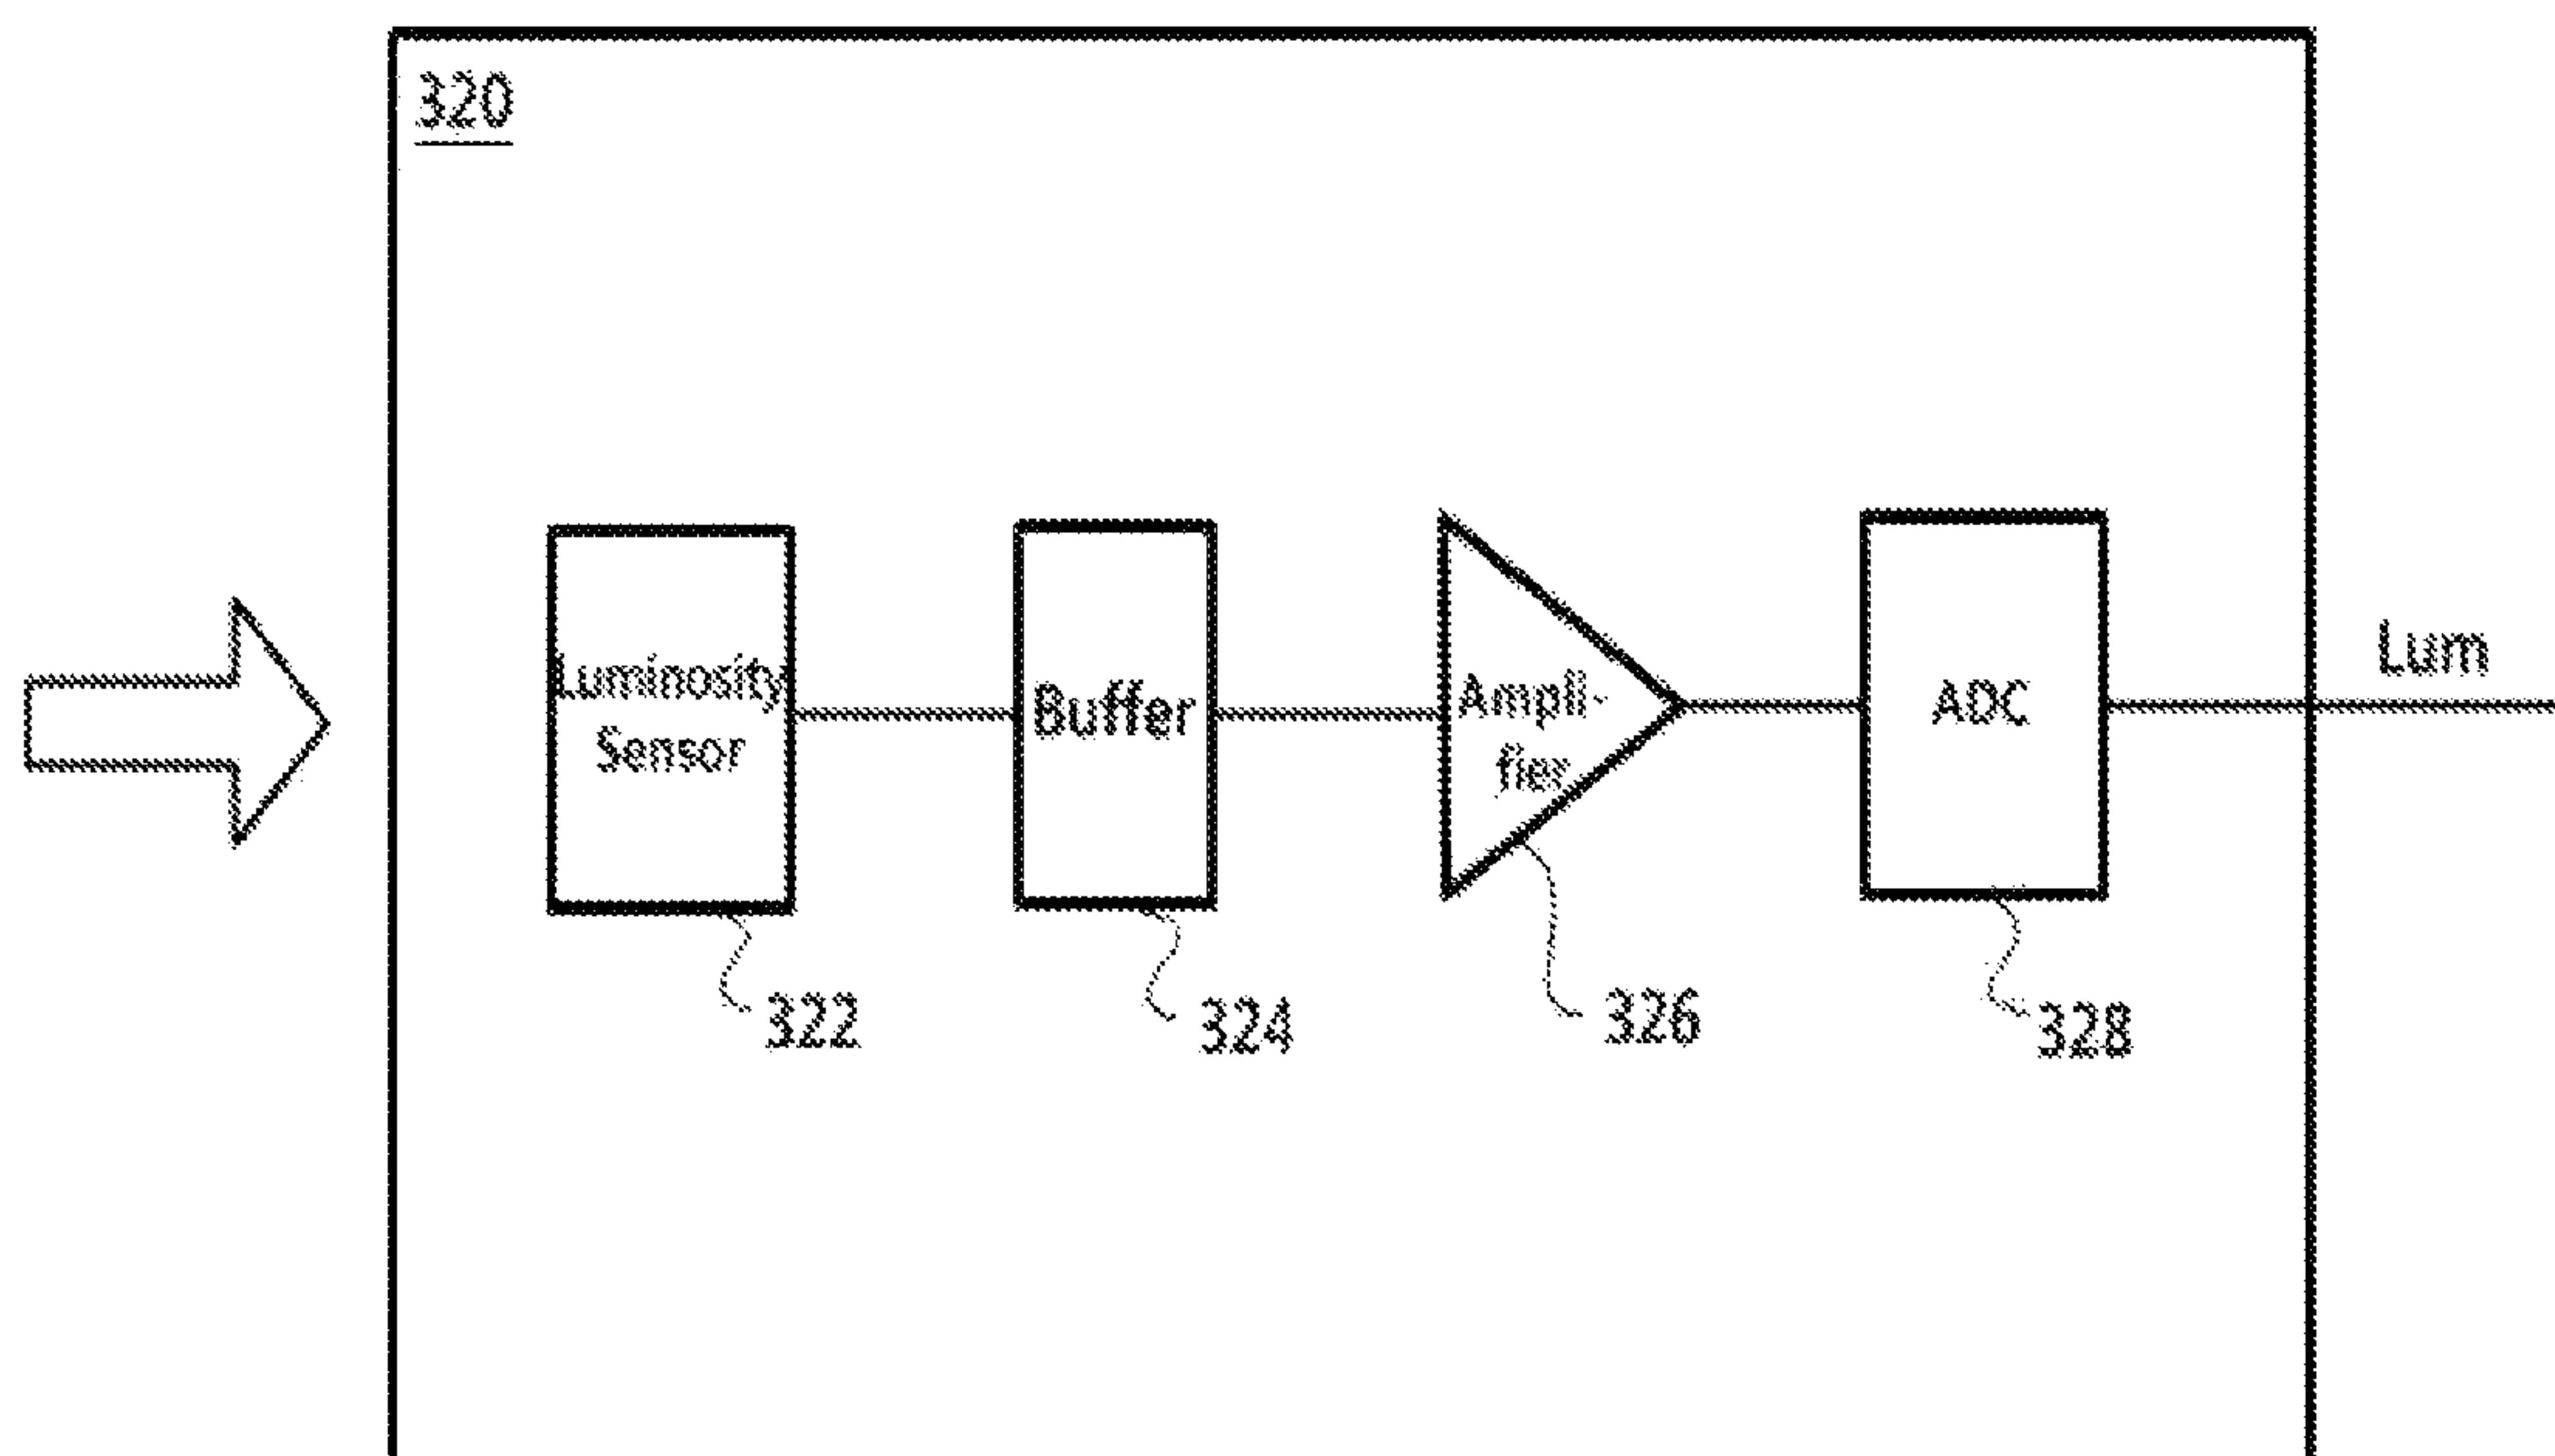 320
Luminosity
Sensor
Buffer
Ampli-
fier
ADC
Lum
322
324
326
328